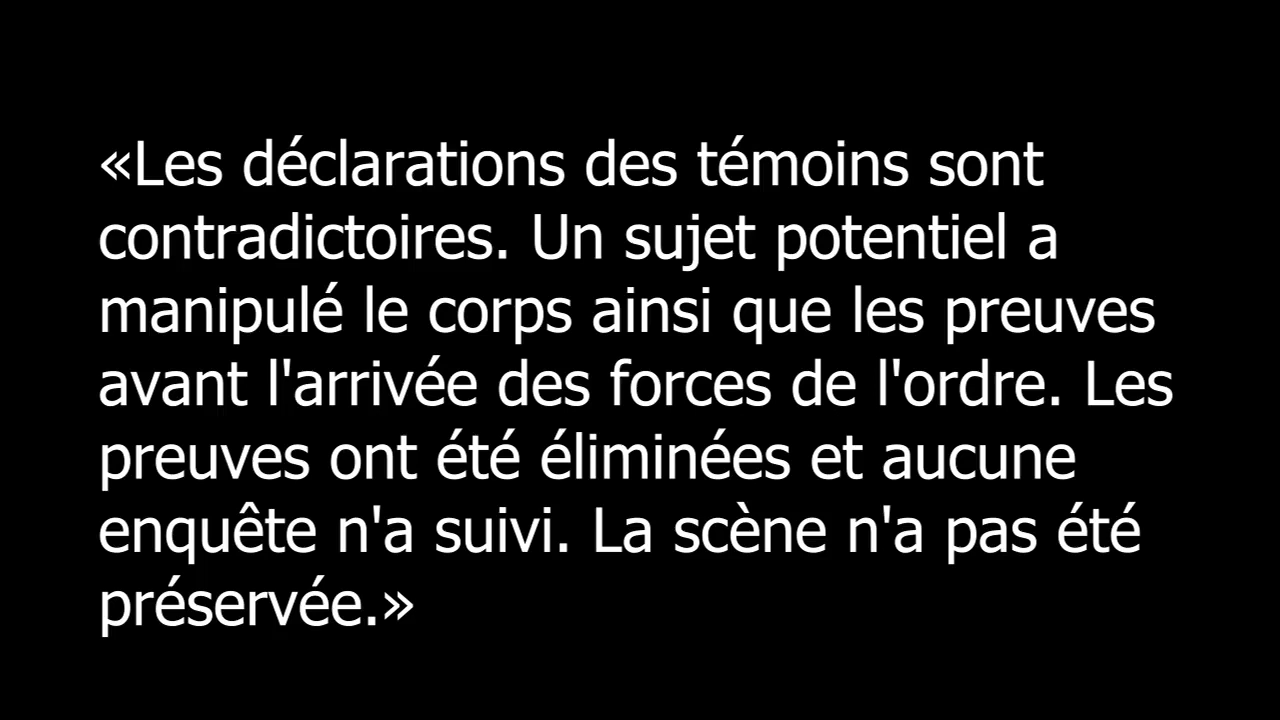 «Les déclarations des témoins sont
contradictoires. Un sujet potentiel a
manipulé le corps ainsi que les preuves
avant l'arrivée des forces de l'ordre. Les
preuves ont été éliminées et aucune
enquête n'a suivi. La scène n'a pas été
préservée.»